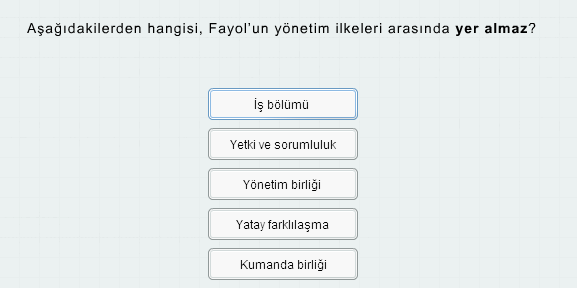 Aşağıdakilerden hangisi, Fayol’un yönetim ilkeleri arasında yer almaz?
İş bölümü
Yetki ve sorumluluk
Yönetim birliği
Yatay farklılaşma
Kumanda birliği